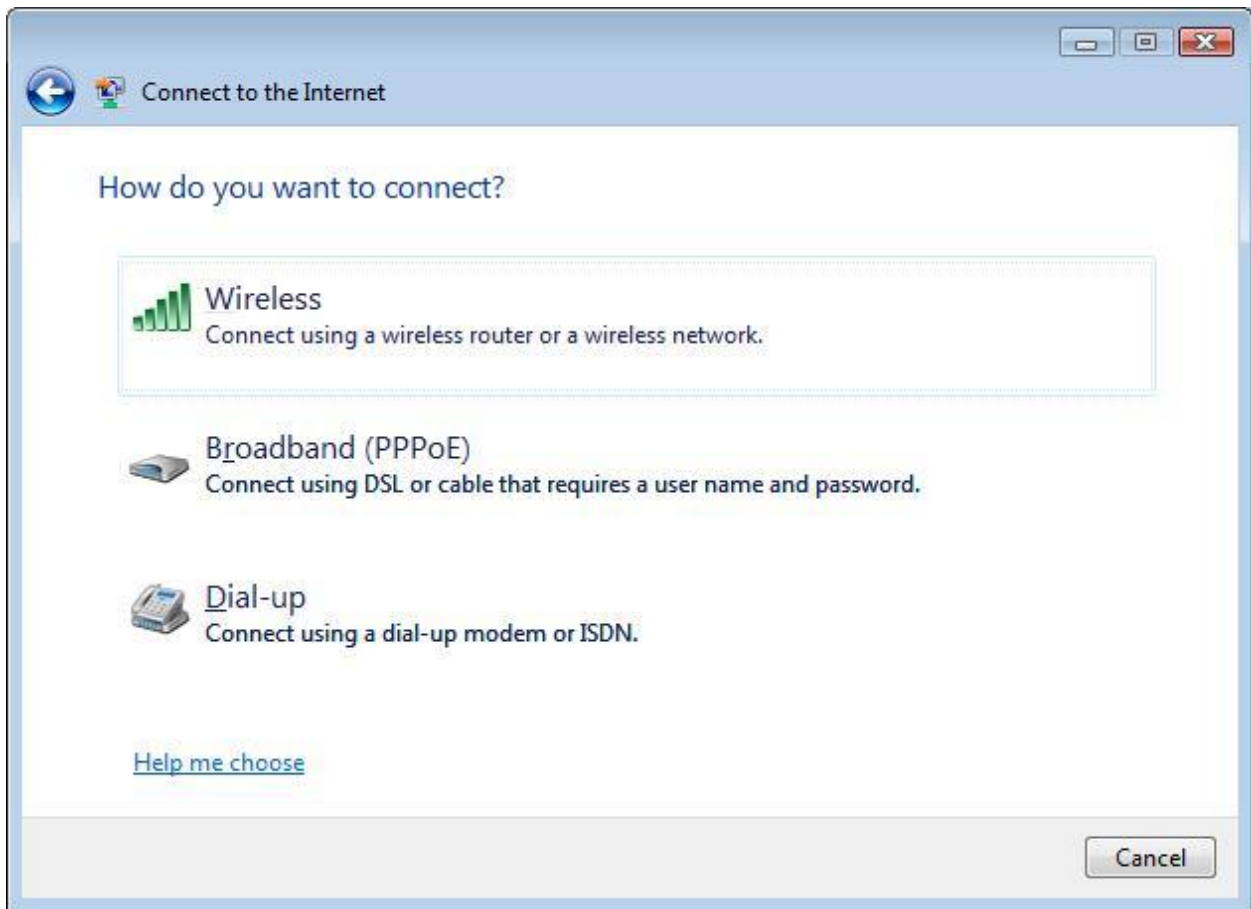 Connect to the Internet
How do you want to connect?
Wireless
Connect using a wireless router or a wireless network.
Broadband (PPPoE)
Connect using DSL or cable that requires a user name and password.
Dial-up
Connect using a dial-up modem or ISDN.
Help me choose
Cancel